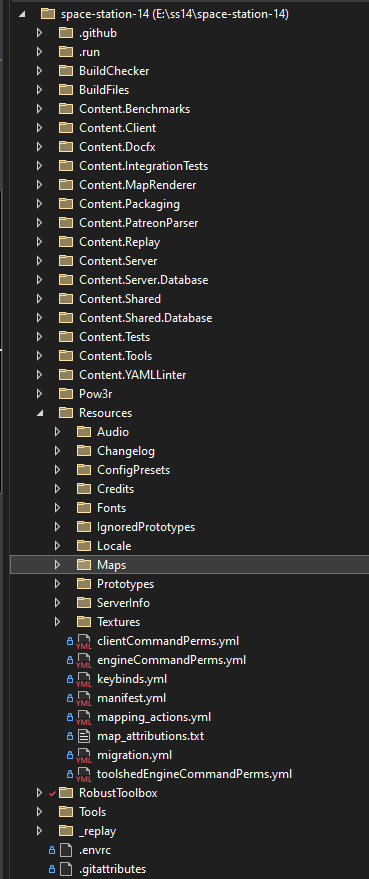 space-station-14 (E:\ss14\space-station-14)
.github
.run
BuildChecker
BuildFiles
Content.Benchmarks
Content.Client
Content.Docfx
Content.IntegrationTests
Content.MapRenderer
Content.Packaging
Content.PatreonParser
Content.Replay
Content.Server
Content.Server.Database
Content.Shared
Content.Shared.Database
Content.Tests
Content.Tools
Content.YAMLLinter
Pow3r
Resources
Audio
Changelog
ConfigPresets
Credits
Fonts
IgnoredPrototypes
Locale
Maps
Prototypes
ServerInfo
Textures
YML clientCommandPerms.yml
YML engineCommandPerms.yml
YML keybinds.yml
YML manifest.yml
YML mapping_actions.yml
map_attributions.txt
YML migration.yml
YML toolshedEngineCommandPerms.yml
RobustToolbox
Tools
_replay
.envrc
.gitattributes